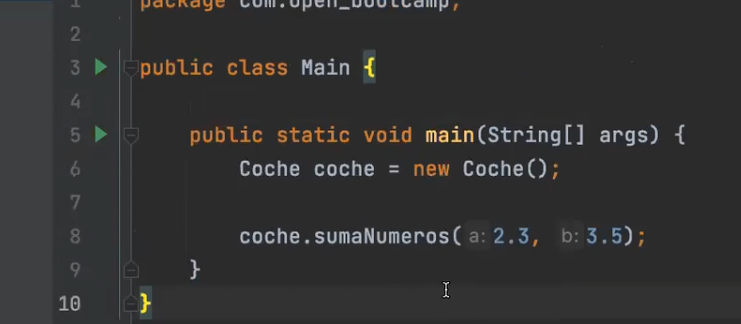 1 package com.open_bootcamp;
2
3 public class Main {
4
5 public static void main(String[] args) {
6 Coche coche = new Coche();
7
8 coche.sumaNumeros( a: 2.3, b: 3.5);
9 }
10 }